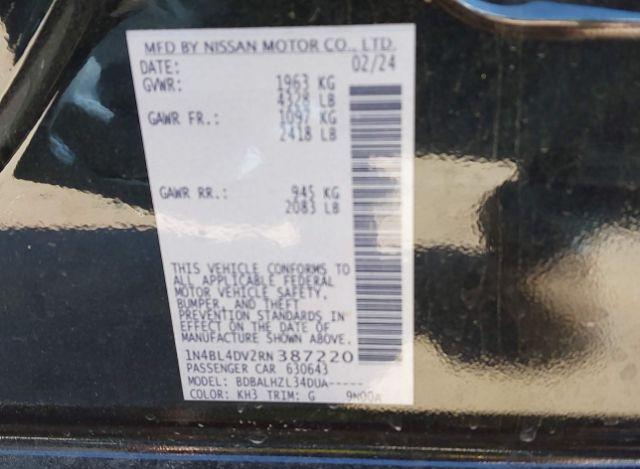 MFD BY NISSAN MOTOR CO., LTD.
DATE: 02/24
GVWR: 1963 KG
4328 LB
GAWR FR.: 1097 KG
2418 LB
GAWR RR.: 945 KG
2083 LB
THIS VEHICLE CONFORMS TO
ALL APPLICABLE FEDERAL
MOTOR VEHICLE SAFETY,
BUMPER, AND THEFT
PREVENTION STANDARDS IN
EFFECT ON THE DATE OF
MANUFACTURE SHOWN ABOVE.
1N4BL4DV2RN387220
PASSENGER CAR 630643
MODEL: BDBALHZL34DUA-----
COLOR: KH3 TRIM: G 9N00A